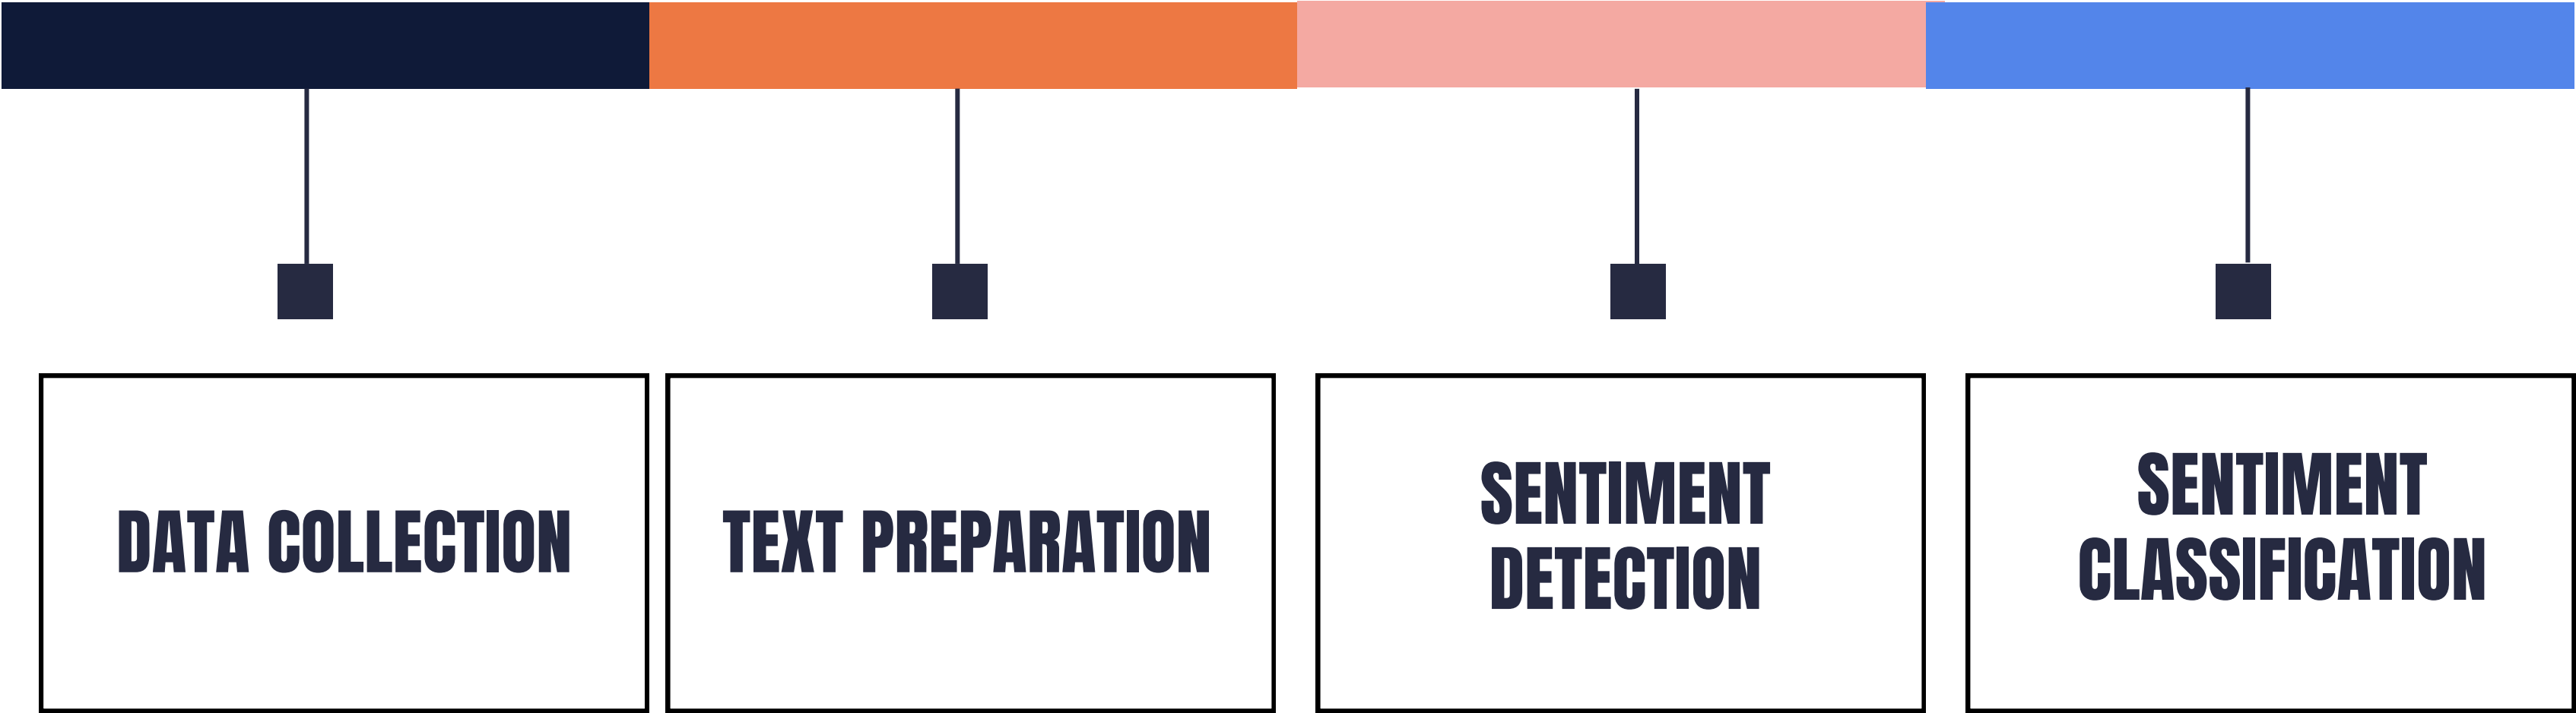 DATA COLLECTION
TEXT PREPARATION
SENTIMENT
DETECTION
SENTIMENT
CLASSIFICATION